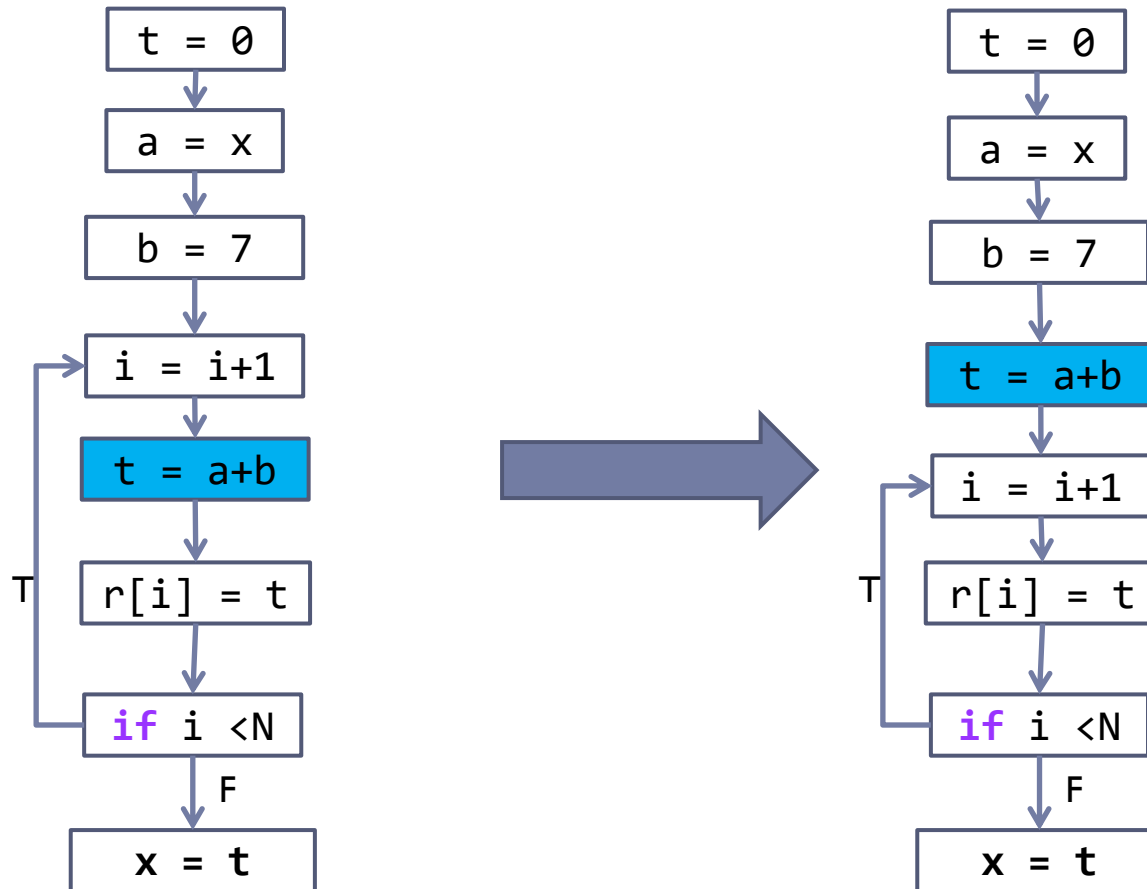 t = 0
a = x
b = 7
i = i+1
t = a+b
r[i] = t
T
if i <N
F
x = t
t = 0
a = x
b = 7
t = a+b
i = i+1
r[i] = t
T
if i <N
F
x = t